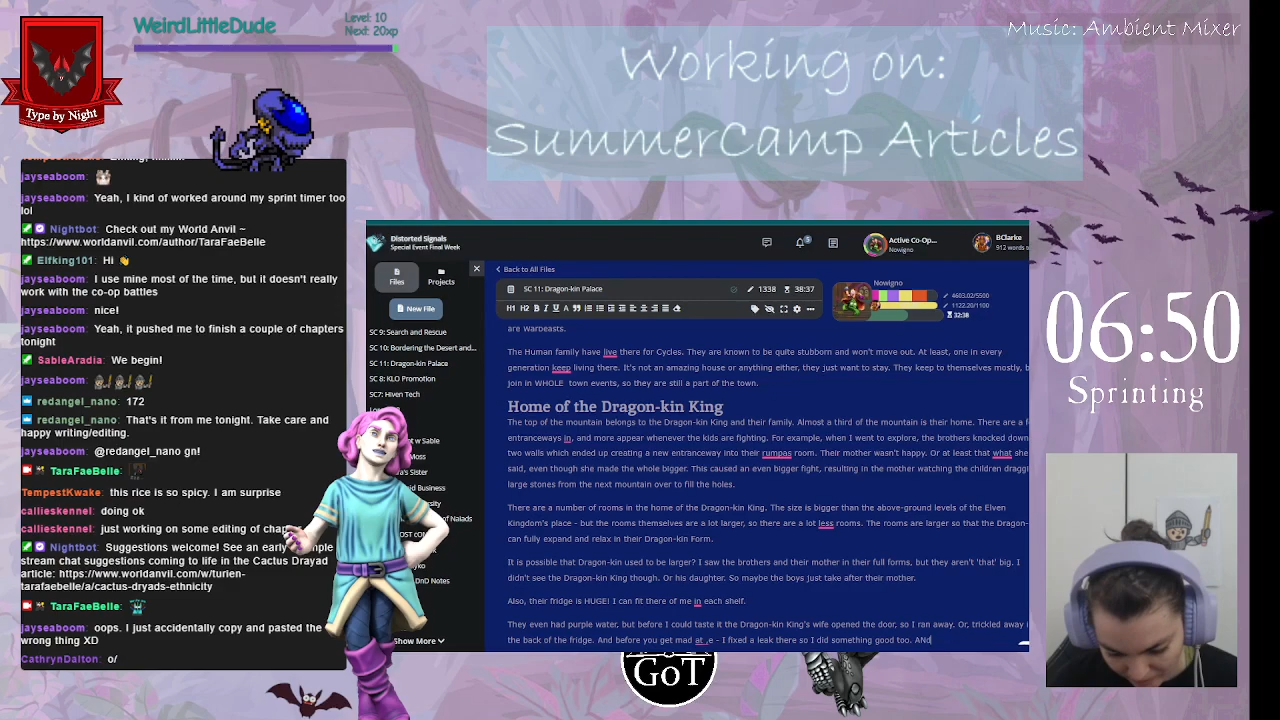 WeirdLittleDude
Level: 10
Next: 20xp
Type by Night
Working on:
SummerCamp Articles
Music: Ambient Mixer
06:50
Sprinting
jayseaboom:
jayseaboom: Yeah, I kind of worked around my sprint timer too
lol
Nightbot: Check out my World Anvil ~
https://www.worldanvil.com/author/TaraFaeBelle
Elfking101: Hi
jayseaboom: I use mine most of the time, but it doesn't really
work with the co-op battles
jayseaboom: nice!
jayseaboom: Yeah, it pushed me to finish a couple of chapters
tonight
SableAradia: We begin!
jayseaboom:
redangel_nano: 172
redangel_nano: That's it from me tonight. Take care and
happy writing/editing.
jayseaboom: @redangel_nano gn!
TaraFaeBelle:
TempestKwake: this rice is so spicy. I am surprise
callieskennel: doing ok
callieskennel: just working on some editing of chapter
Nightbot: Suggestions welcome! See an early example
stream chat suggestions come to life in the Casus Clayad
article: https://www.worldanvil.com/w/turien-
tarafaebelle/a/casus-claydads-ethnicity
TaraFaeBelle:
TaraFaeBelle: oops. I just accidentally copy and pasted the
wrong thing XD
CathrynDalton: o/
Distorted Signals
Special Event Final Week
5
Active Co-Op...
Nowigno
BClarke
912 words
Files
Projects
New File
SC 9: Search and Rescue
SC 10: Bordering the Desert and...
SC 8: KLO Promotion
DnD Notes
Show More
Back to All Files
SC 11: Dragon-kin Palace
1338
38:37
H1 H2 B I U A
Nowigno
4603.02/5500
1122.20/1100
32:38
are Warbeasts.
The Human family have live there for Cycles. They are known to be quite stubborn and won't move out. At least, one in every
generation keep living there. It's not an amazing house or anything either, they just want to stay. They keep to themselves mostly, b
join in WHOLE town events, so they are still a part of the town.
Home of the Dragon-kin King
The top of the mountain belongs to the Dragon-kin King and their family. Almost a third of the mountain is their home. There are a f
entranceways in, and more appear whenever the kids are fighting. For example, when I went to explore, the brothers knocked down
two walls which ended up creating a new entranceway into their rumpas room. Their mother wasn't happy. Or at least that what she
said, even though she made the whole bigger. This caused an even bigger fight, resulting in the mother watching the children draggi
large stones from the next mountain over to fill the holes.
There are a number of rooms in the home of the Dragon-kin King. The size is bigger than the above-ground levels of the Elven
Kingdom's place - but the rooms themselves are a lot larger, so there are a lot less rooms. The rooms are larger so that the Dragon-
can fully expand and relax in their Dragon-kin Form.
It is possible that Dragon-kin used to be larger? I saw the brothers and their mother in their full forms, but they aren't 'that' big. I
didn't see the Dragon-kin King though. Or his daughter. So maybe the boys just take after their mother.
Also, their fridge is HUGE! I can fit there of me in each shelf.
They even had purple water, but before I could taste it the Dragon-kin King's wife opened the door, so I ran away. Or, trickled away i
the back of the fridge. And before you get mad at ,e - I fixed a leak there so I did something good too. ANd
GoT